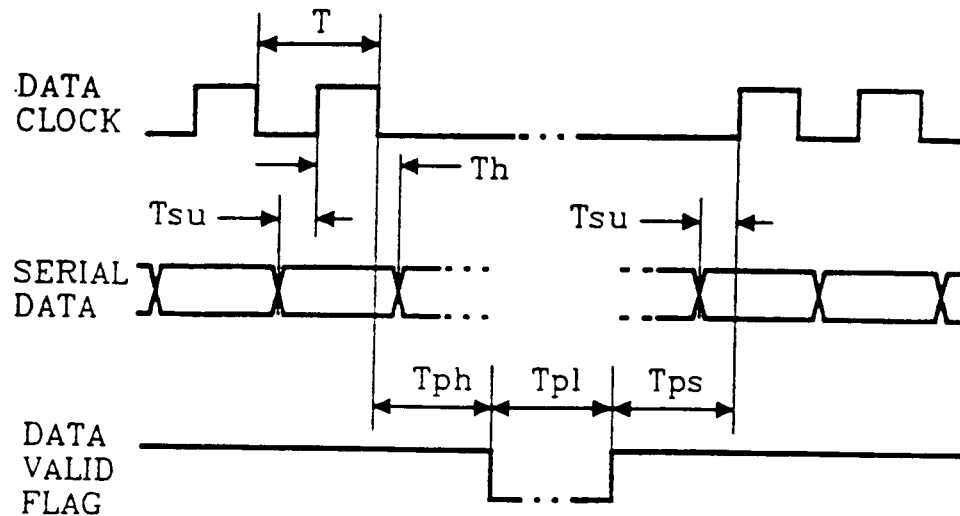 T
DATA
CLOCK
Th
Tsu
Tsu
SERIAL
DATA
Tph
Tpl
Tps
DATA
VALID
FLAG